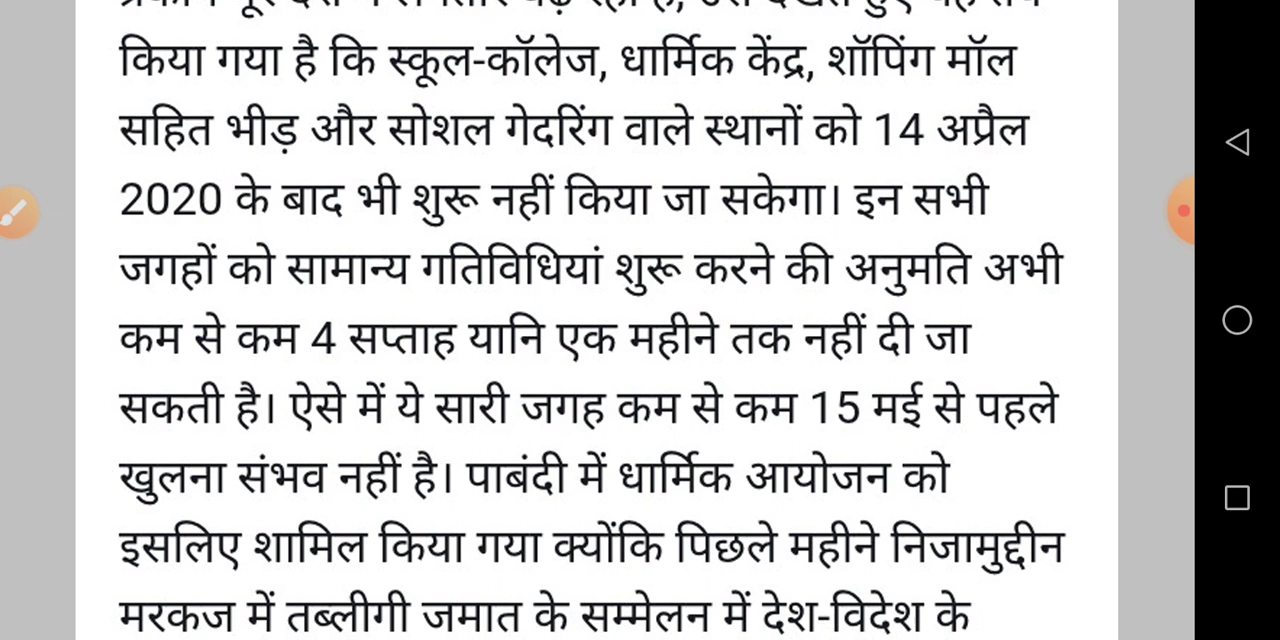 किया गया है कि स्कूल-कॉलेज, धार्मिक केंद्र, शॉपिंग मॉल
सहित भीड़ और सोशल गेदरिंग वाले स्थानों को 14 अप्रैल
2020 के बाद भी शुरू नहीं किया जा सकेगा। इन सभी
जगहों को सामान्य गतिविधियां शुरू करने की अनुमति अभी
कम से कम 4 सप्ताह यानि एक महीने तक नहीं दी जा
सकती है। ऐसे में ये सारी जगह कम से कम 15 मई से पहले
खुलना संभव नहीं है। पाबंदी में धार्मिक आयोजन को
इसलिए शामिल किया गया क्योंकि पिछले महीने निजामुद्दीन
मरकज में तब्लीगी जमात के सम्मेलन में देश-विदेश के